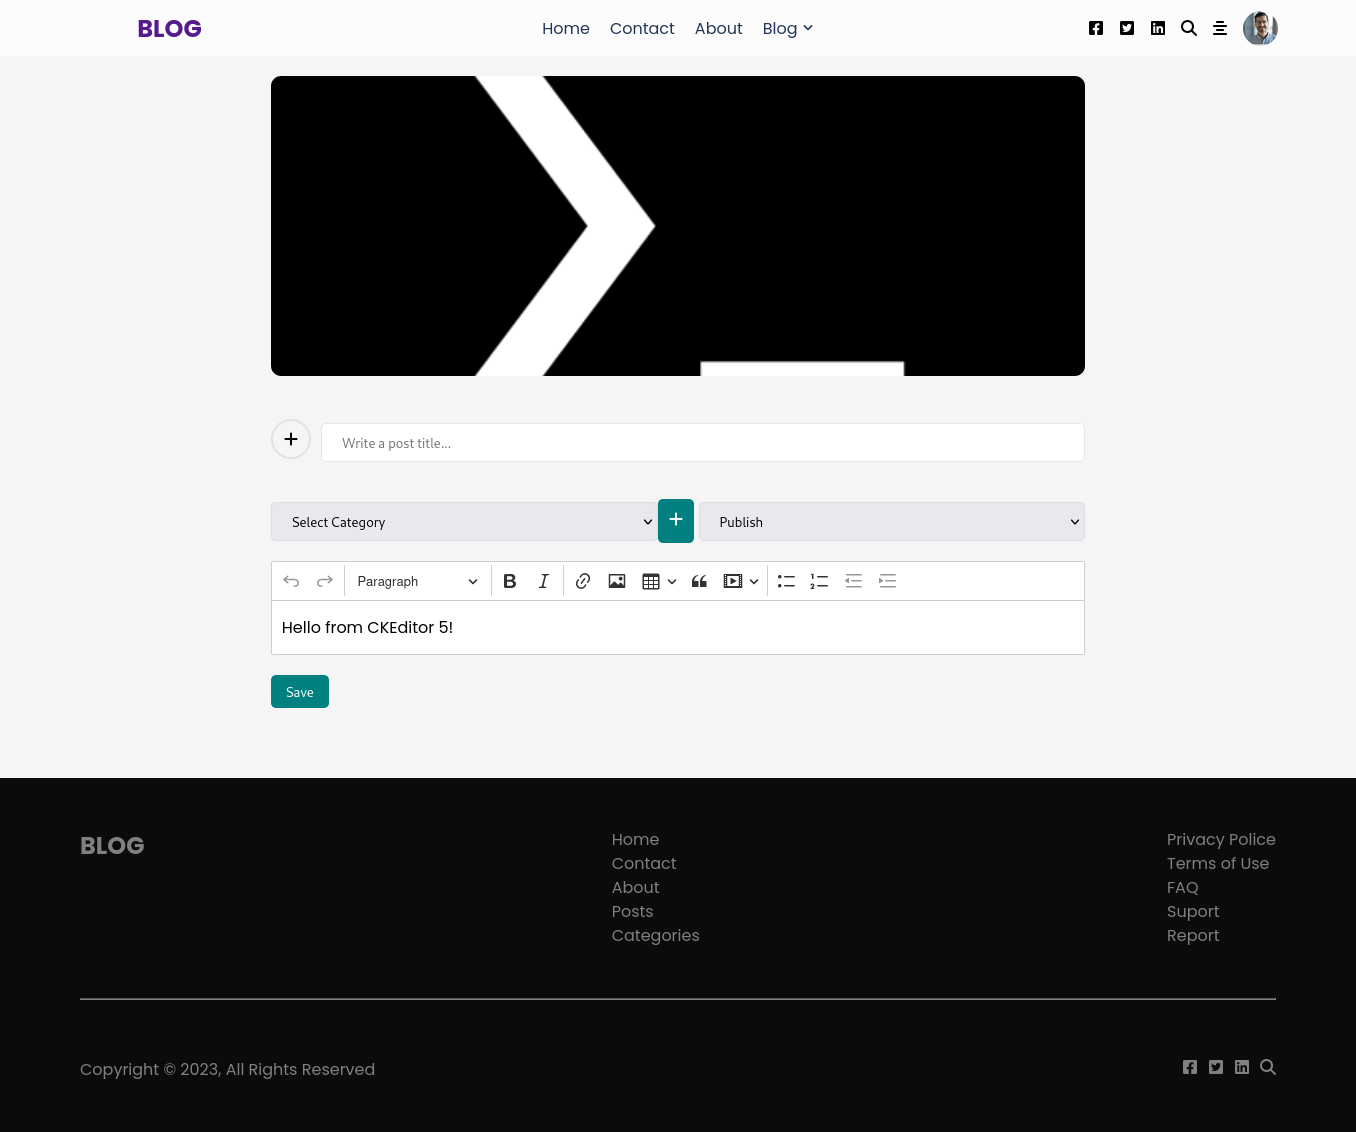 BLOG
Home Contact About Blog
Write a post title...
Select Category Publish
Paragraph
Hello from CKEditor 5!
Save
BLOG
Home
Contact
About
Posts
Categories
Privacy Police
Terms of Use
FAQ
Suport
Report
Copyright © 2023, All Rights Reserved